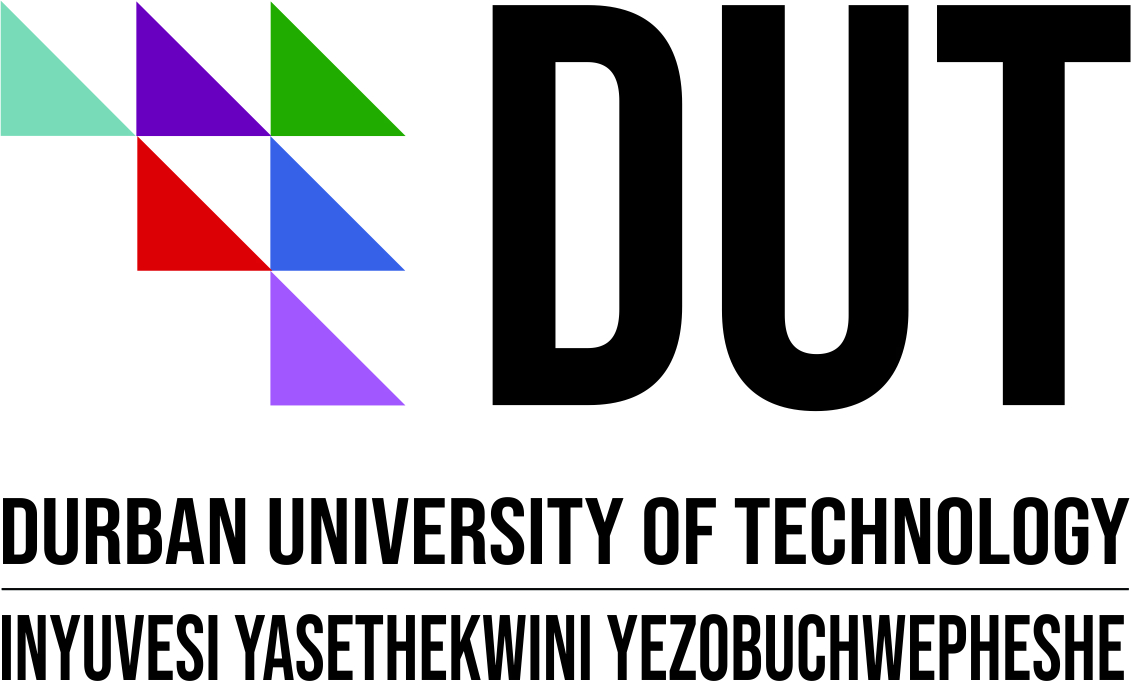 DUT
DURBAN UNIVERSITY OF TECHNOLOGY
INYUVESI YASETHEKWINI YEZOBUCHWEPHESHE